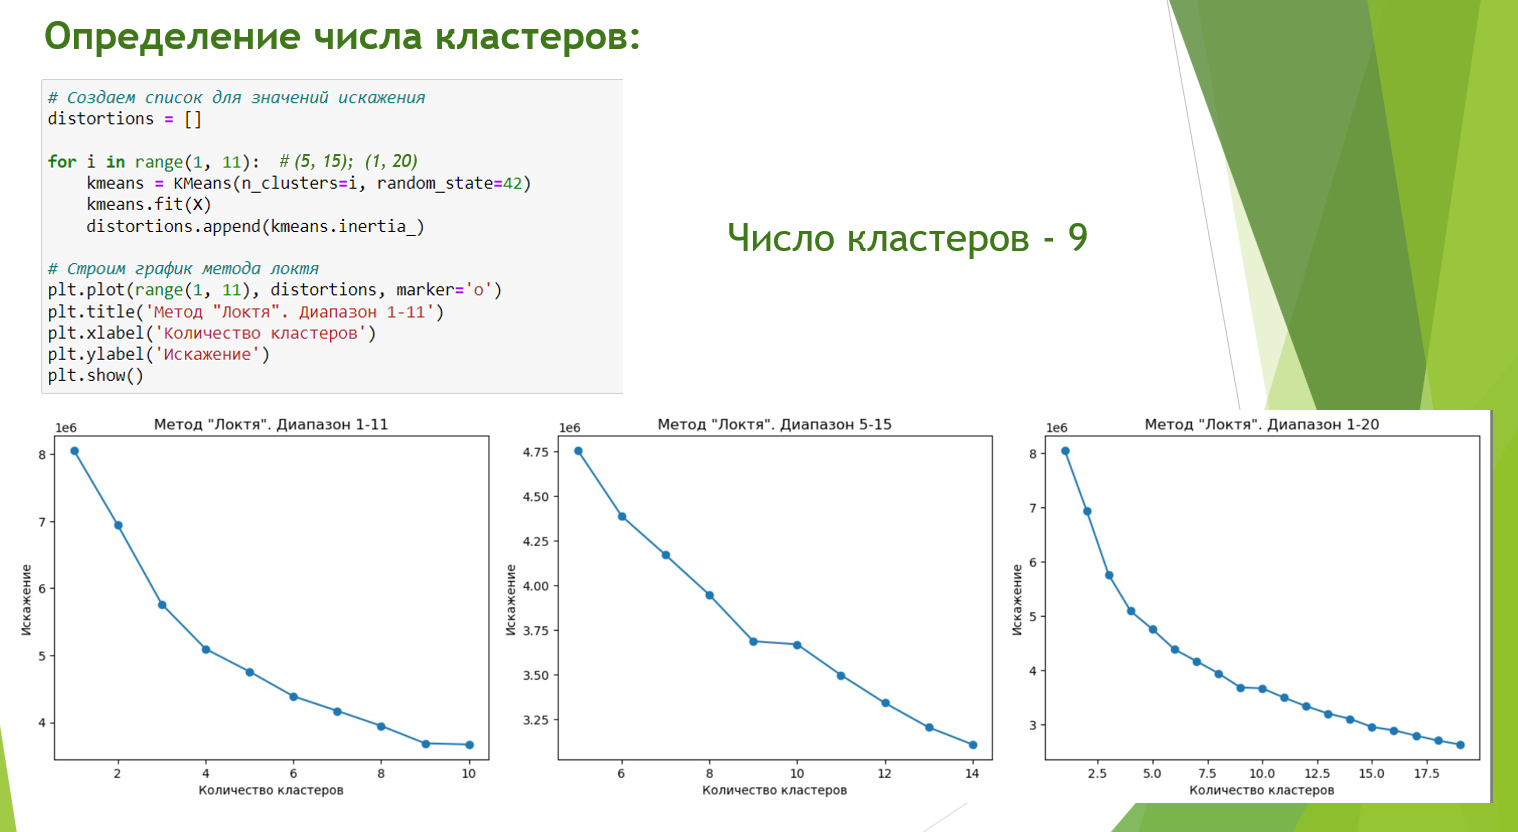 Определение числа кластеров:
# Создаем список для значений искажения
distortions = []
for i in range(1, 11): # (5, 15); (1, 20)
kmeans = KMeans(n_clusters=i, random_state=42)
kmeans.fit(X)
distortions.append(kmeans.inertia_)
# Строим график метода локтя
plt.plot(range(1, 11), distortions, marker='o')
plt.title('Метод "Локтя". Диапазон 1-11')
plt.xlabel('Количество кластеров')
plt.ylabel('Искажение')
plt.show()
Число кластеров - 9
Метод "Локтя". Диапазон 1-11
1e6
8
7
6
5
4
Искажение
2 4 6 8 10
Количество кластеров
Метод "Локтя". Диапазон 5-15
1e6
4.75
4.50
4.25
4.00
3.75
3.50
3.25
Искажение
6 8 10 12 14
Количество кластеров
Метод "Локтя". Диапазон 1-20
1e6
8
7
6
5
4
3
Искажение
2.5 5.0 7.5 10.0 12.5 15.0 17.5
Количество кластеров